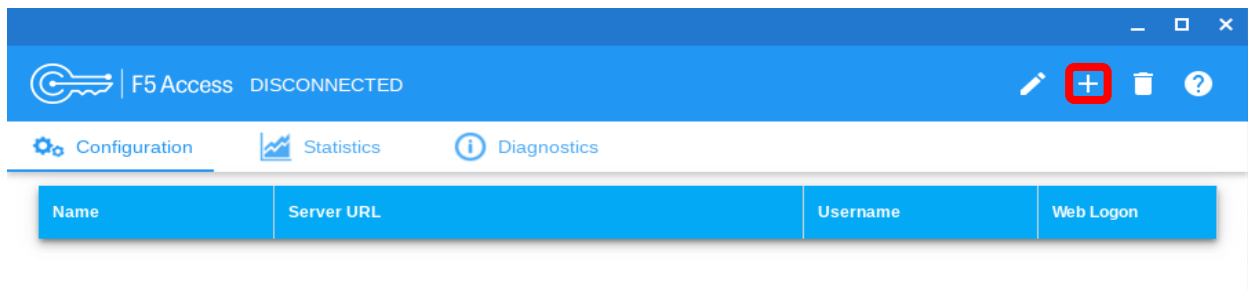 F5 Access DISCONNECTED
Configuration Statistics Diagnostics
Name Server URL Username Web Logon